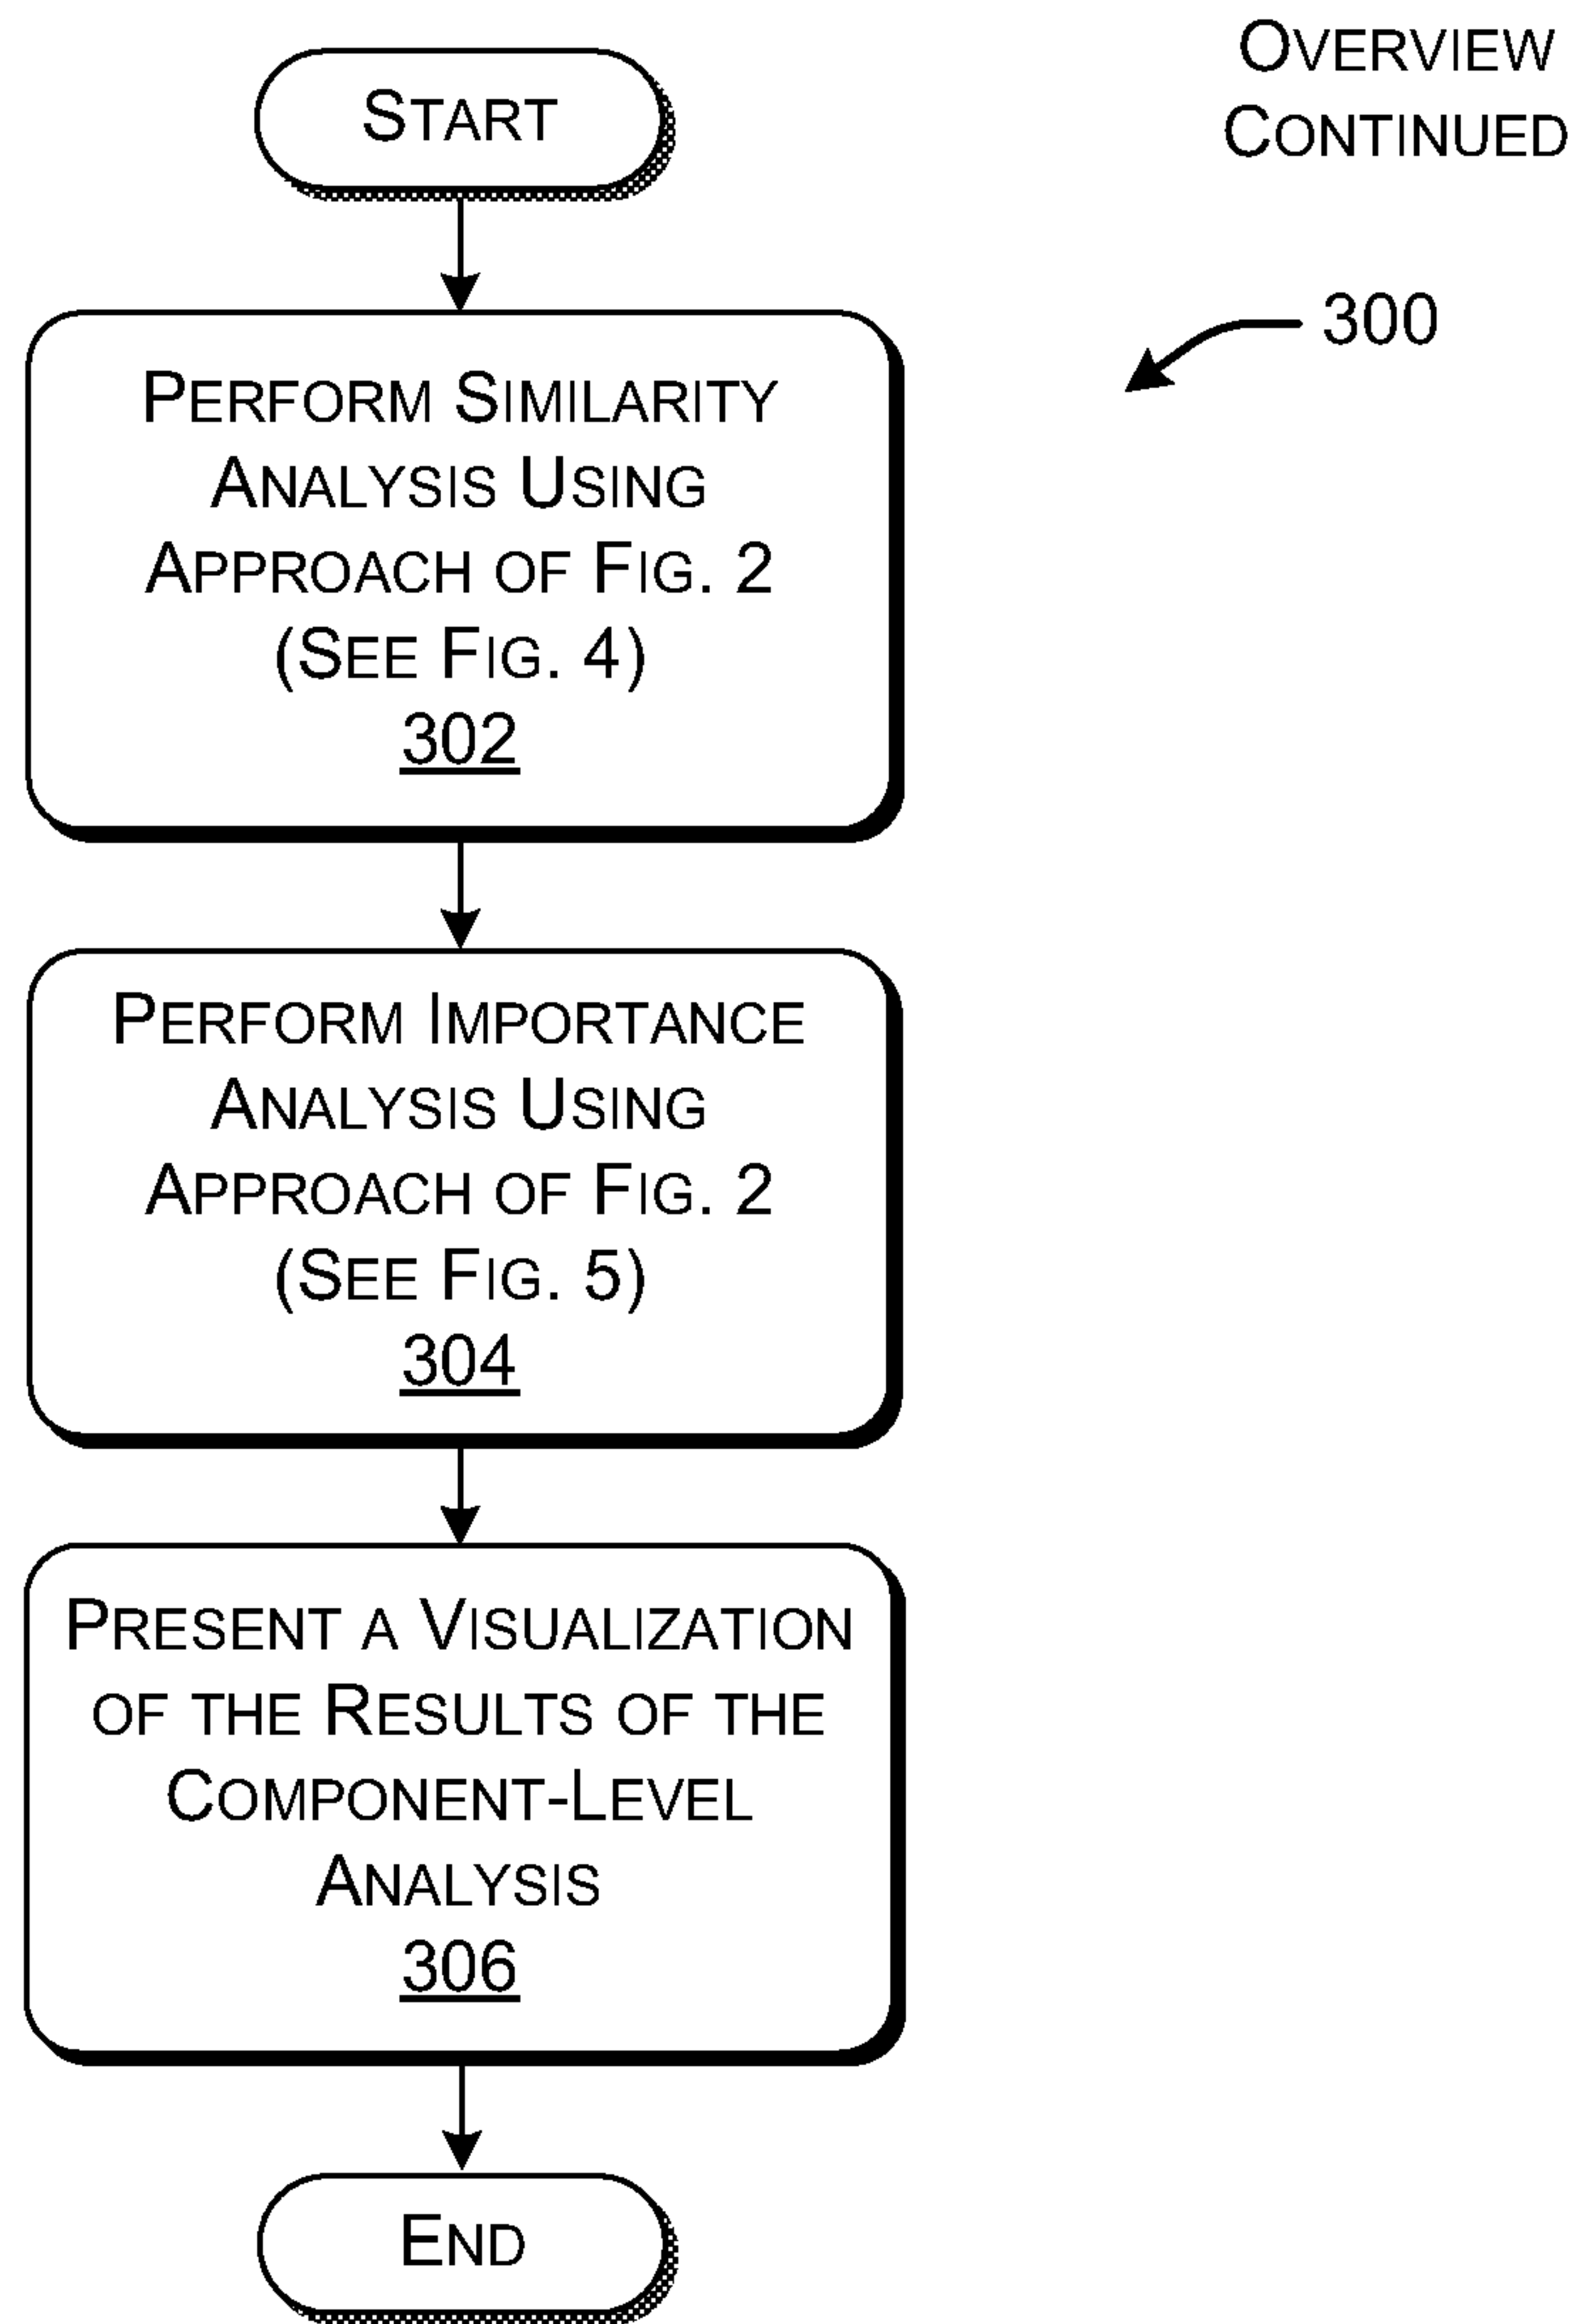 OVERVIEW
CONTINUED
300
START
PERFORM SIMILARITY
ANALYSIS USING
APPROACH OF FIG. 2
(SEE FIG. 4)
302
PERFORM IMPORTANCE
ANALYSIS USING
APPROACH OF FIG. 2
(SEE FIG. 5)
304
PRESENT A VISUALIZATION
OF THE RESULTS OF THE
COMPONENT-LEVEL
ANALYSIS
306
END